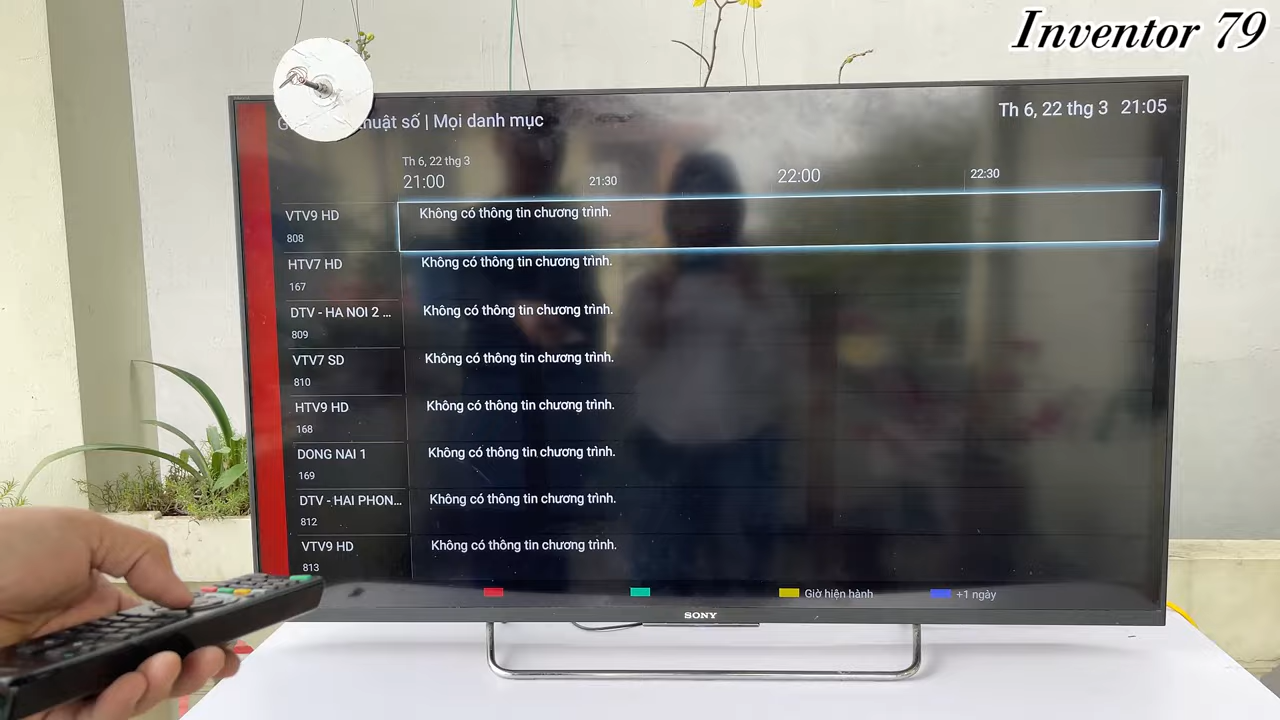 Inventor 79
thuật số | Mọi danh mục
Th 6, 22 thg 3 21:05
Th 6, 22 thg 3
21:00 21:30 22:00 22:30
VTV9 HD Không có thông tin chương trình.
808
HTV7 HD Không có thông tin chương trình.
167
DTV - HA NOI 2 ... Không có thông tin chương trình.
809
VTV7 SD Không có thông tin chương trình.
810
HTV9 HD Không có thông tin chương trình.
168
DONG NAI 1 Không có thông tin chương trình.
169
DTV - HAI PHON... Không có thông tin chương trình.
812
VTV9 HD Không có thông tin chương trình.
813
Giờ hiện hành +1 ngày
SONY